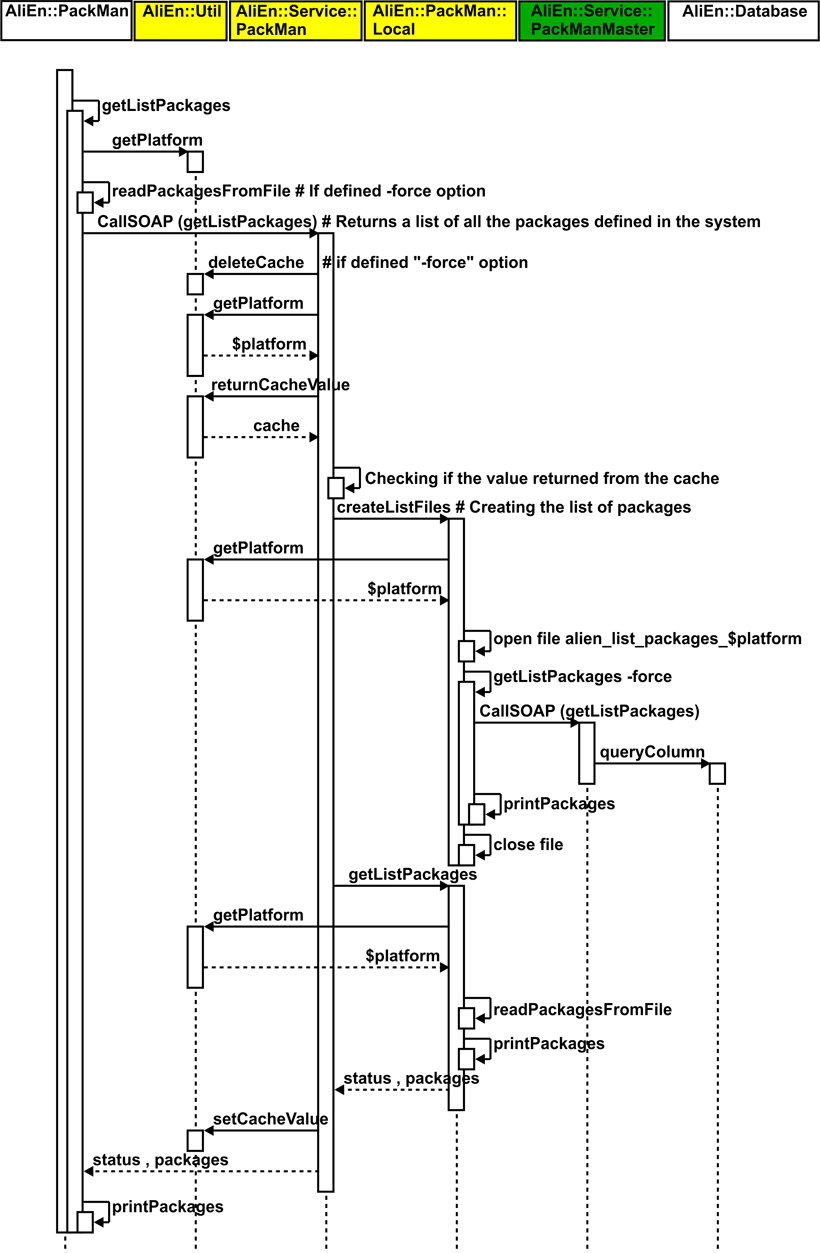 AliEn::PackMan
AliEn::Util
AliEn::Service::
PackMan
AliEn::PackMan::
Local
AliEn::Service::
PackManMaster
AliEn::Database
getListPackages
getPlatform
readPackagesFromFile # If defined -force option
CallSOAP (getListPackages) # Returns a list of all the packages defined in the system
deleteCache # if defined "-force" option
getPlatform
$platform
returnCacheValue
cache
Checking if the value returned from the cache
createListFiles # Creating the list of packages
getPlatform
$platform
open file alien_list_packages_$platform
getListPackages -force
CallSOAP (getListPackages)
queryColumn
printPackages
close file
getListPackages
getPlatform
$platform
readPackagesFromFile
printPackages
status , packages
setCacheValue
status , packages
printPackages